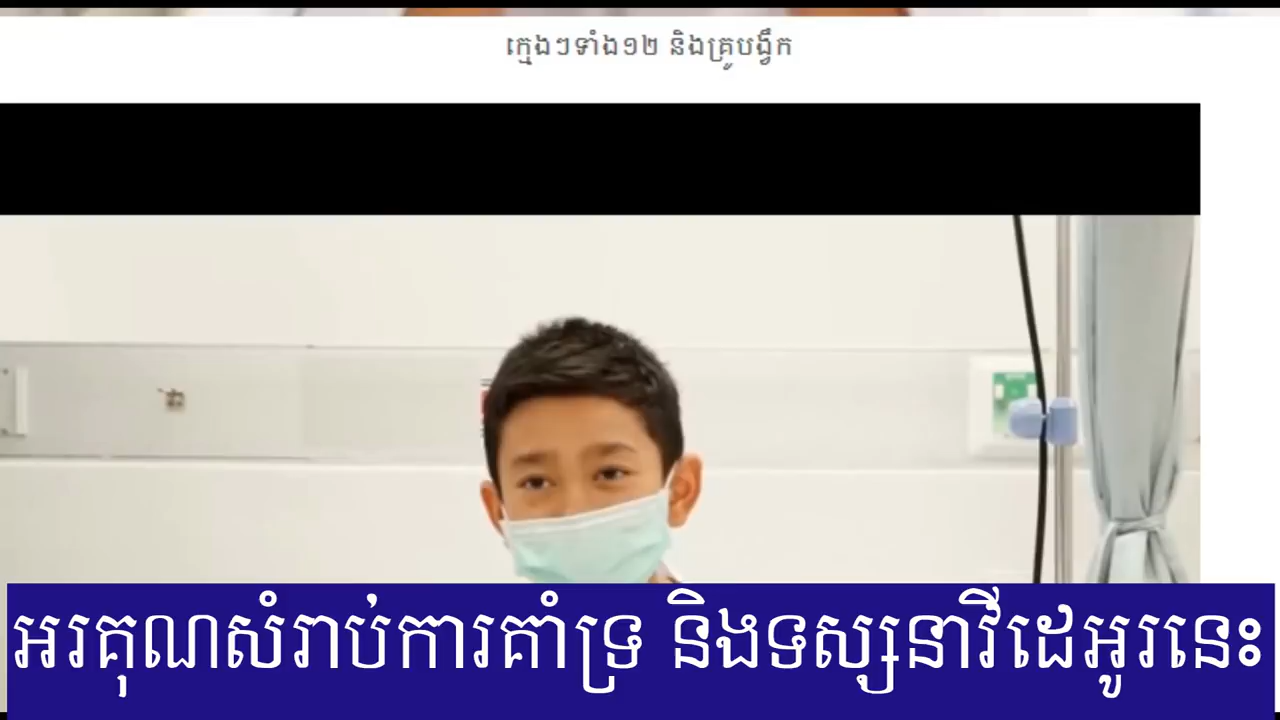 ក្មេងៗទាំង១២ និងគ្រូបង្វឹក
អរគុណសំរាប់ការគាំទ្រ និងទស្សនាវីដេអូរនេះ